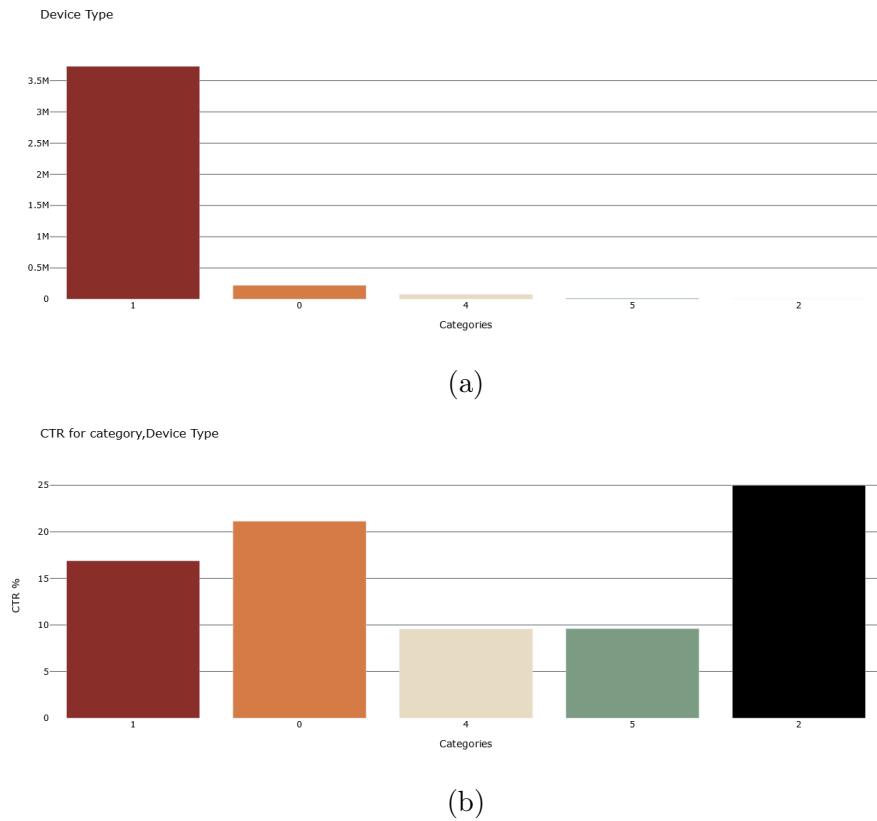 Device Type
3.5M
3M
2.5M
2M
1.5M
1M
0.5M
0
1 0 4 5 2
Categories
(a)
CTR for category,Device Type
25
20
15
10
5
0
CTR %
1 0 4 5 2
Categories
(b)